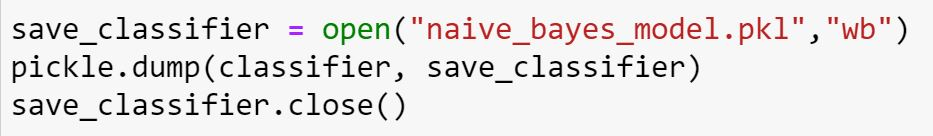 save_classifier = open("naive_bayes_model.pkl","wb")
pickle.dump(classifier, save_classifier)
save_classifier.close()